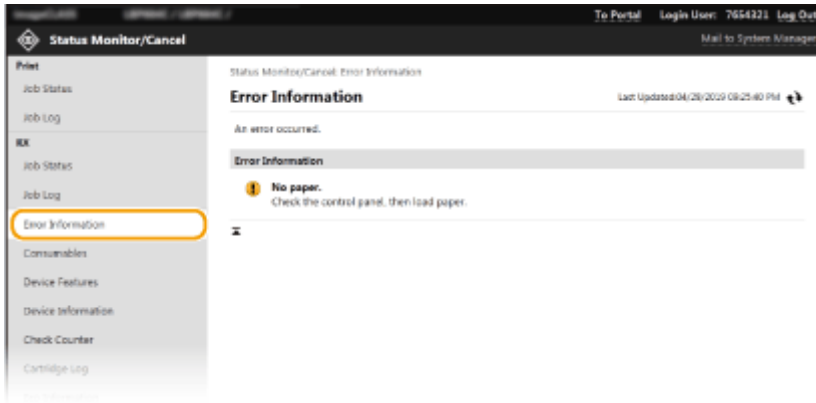 To Portal Login User: 7654321 Log Out
Status Monitor/Cancel
Mail to System Manager
Print
Job Status
Job Log
RX
Job Status
Job Log
Error Information
Consumables
Device Features
Device Information
Check Counter
Cartridge Log
Status Monitor/Cancel: Error Information
Error Information
Last Updated:04/29/2019 09:25:40 PM
An error occurred.
Error Information
No paper.
Check the control panel, then load paper.